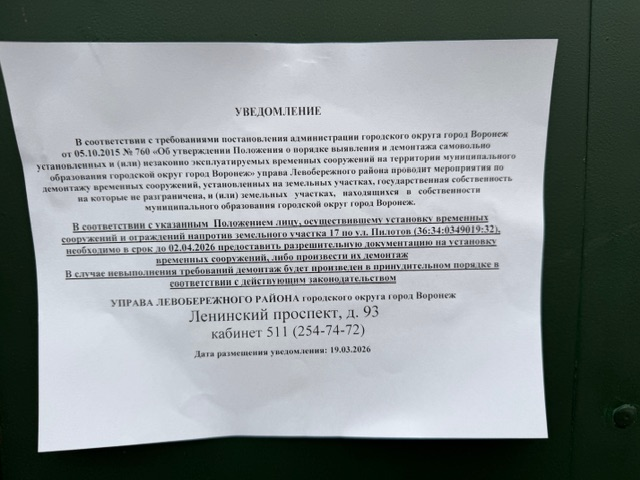 УВЕДОМЛЕНИЕ
В соответствии с требованиями постановления администрации городского округа город Воронеж
от 05.10.2015 № 760 «Об утверждении Положения о порядке выявления и демонтажа самовольно
установленных и (или) незаконно эксплуатируемых временных сооружений на территории муниципального
образования городской округ город Воронеж» управа Левобережного района проводит мероприятия по
демонтажу временных сооружений, установленных на земельных участках, государственная собственность
на которые не разграничена, и (или) земельных участках, находящихся в собственности
муниципального образования городской округ город Воронеж.
В соответствии с указанным Положением лицу, осуществившему установку временных
сооружений и ограждений напротив земельного участка 17 по ул. Пилотов (36:34:0349019:32),
необходимо в срок до 02.04.2026 предоставить разрешительную документацию на установку
временных сооружений, либо произвести их демонтаж
В случае невыполнения требований демонтаж будет произведен в принудительном порядке в
соответствии с действующим законодательством
УПРАВА ЛЕВОБЕРЕЖНОГО РАЙОНА городского округа город Воронеж
Ленинский проспект, д. 93
кабинет 511 (254-74-72)
Дата размещения уведомления: 19.03.2026